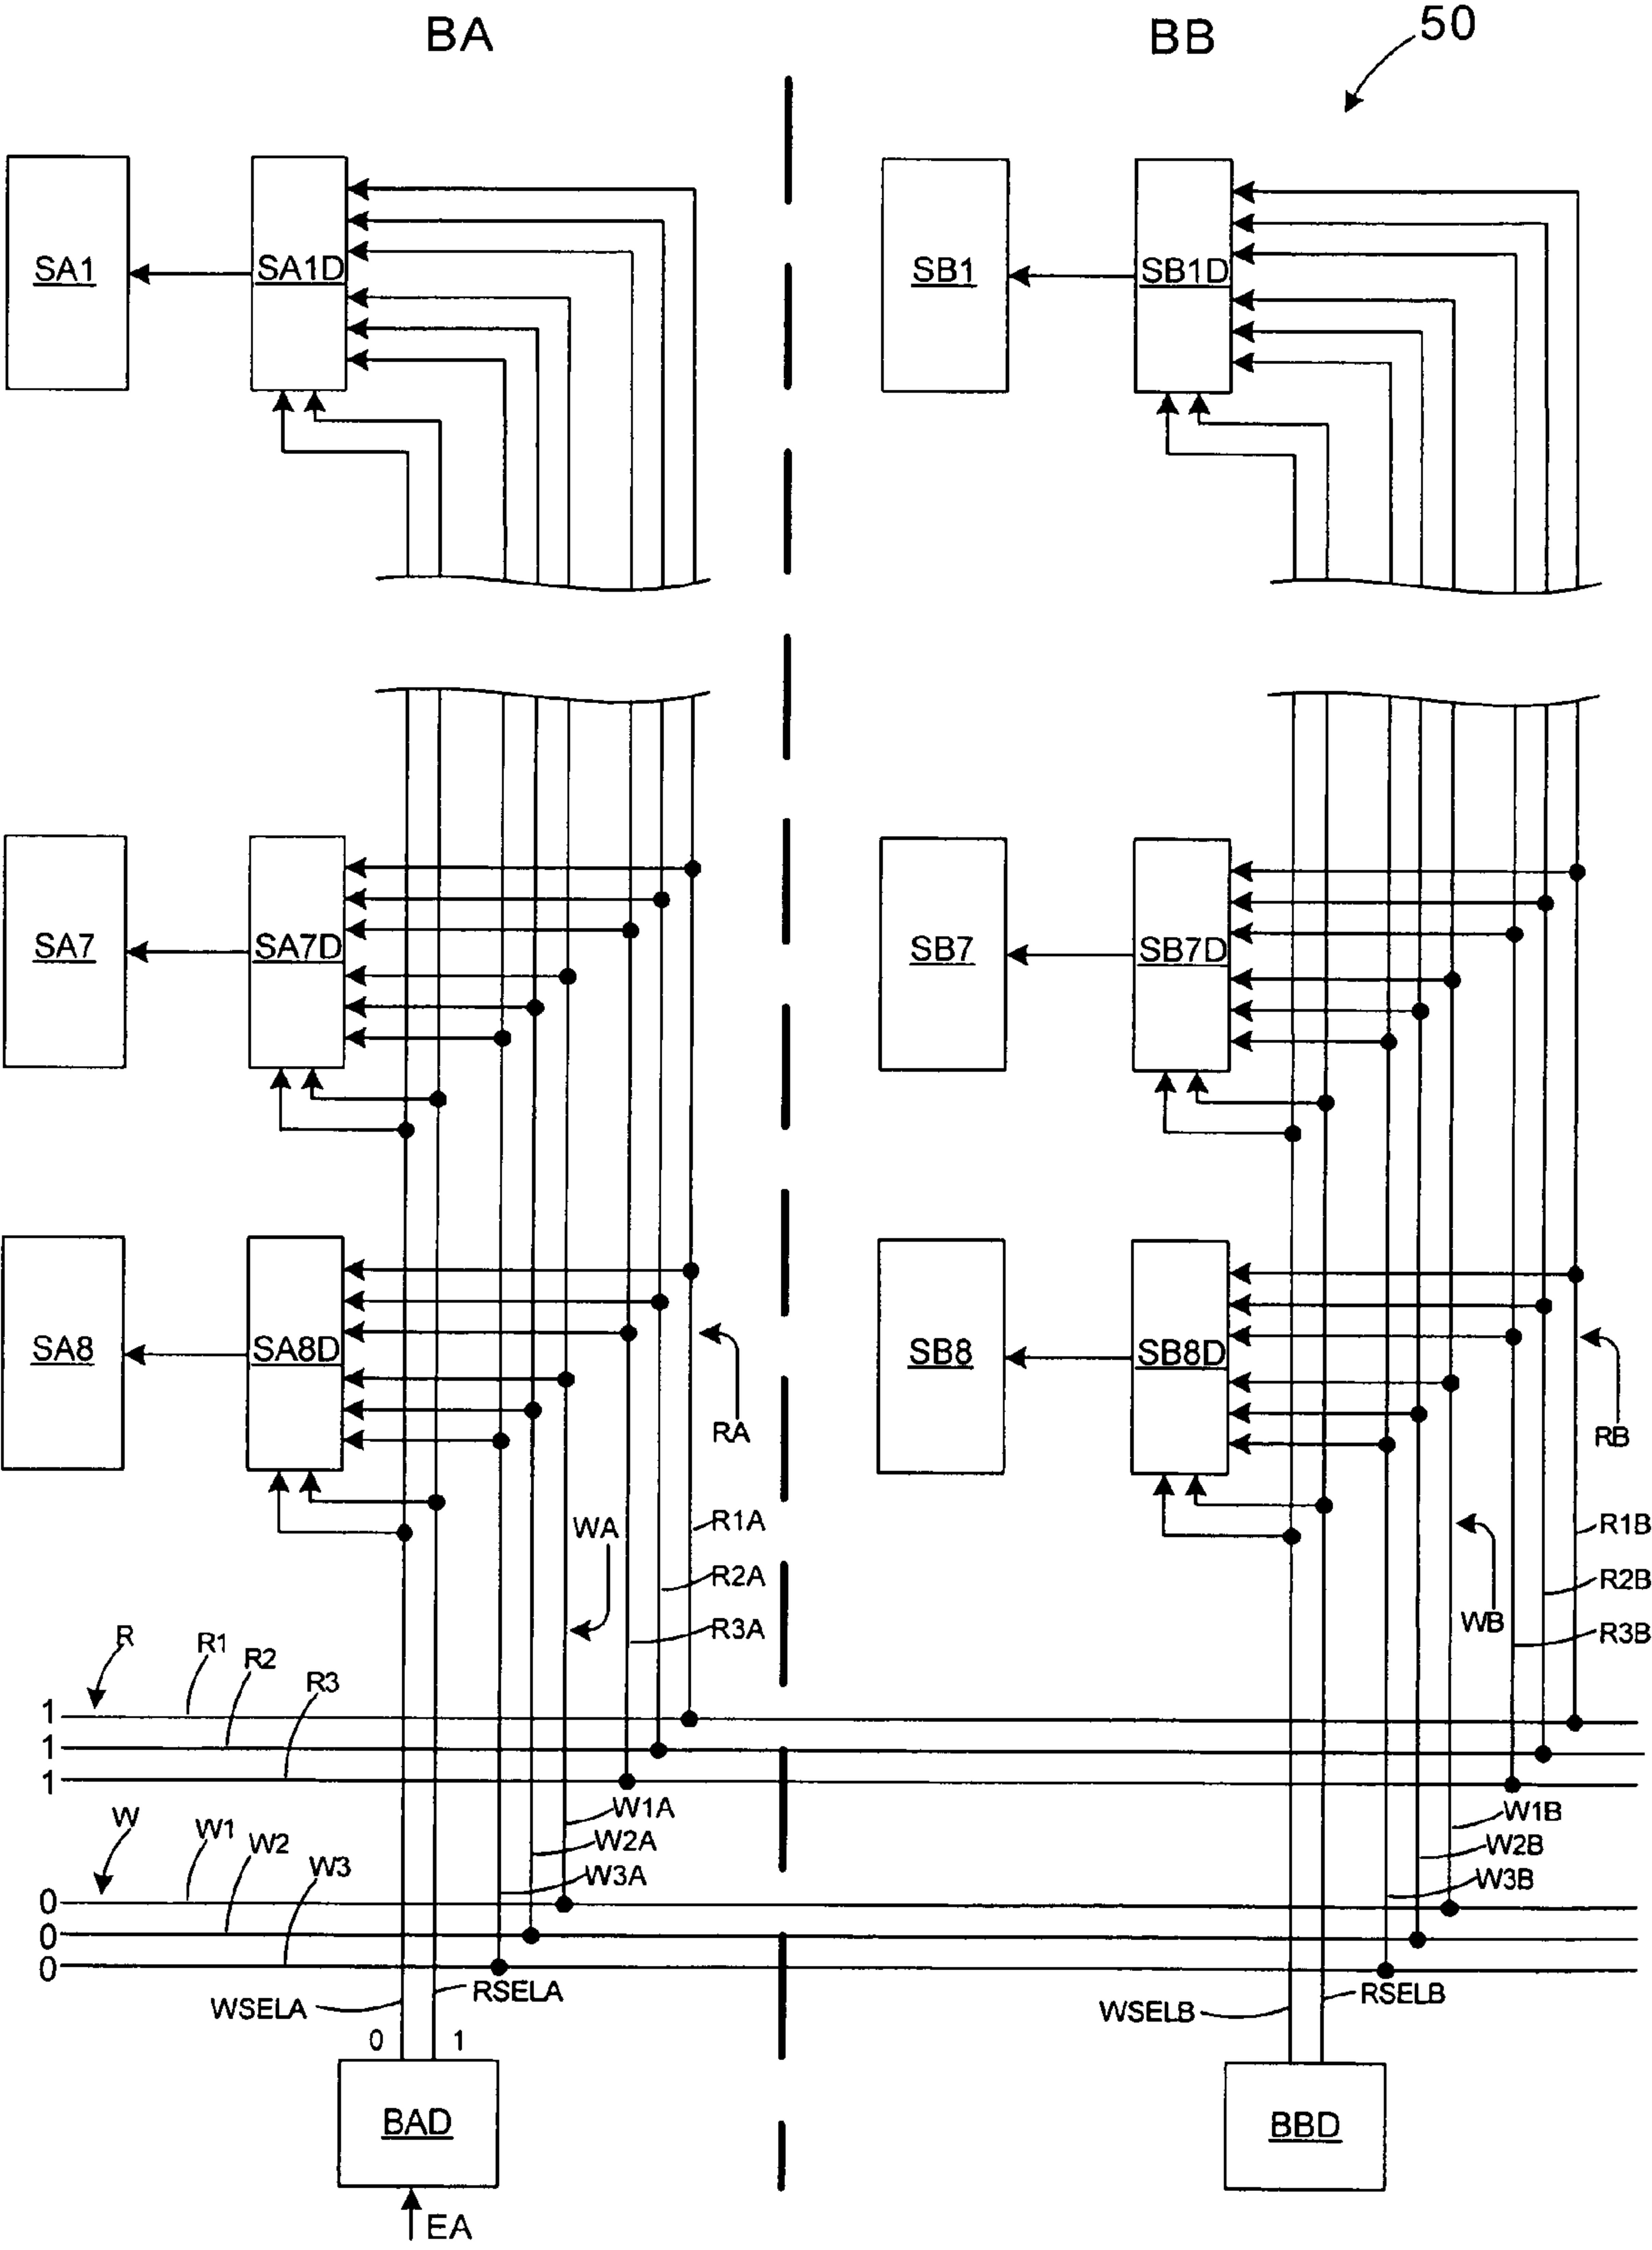 BA
BB
50
SA1
SA1D
SB1
SB1D
SA7
SA7D
SB7
SB7D
SA8
SA8D
SB8
SB8D
RA
RB
WA
R1A
R1B
R2A
R2B
WB
R3A
R3B
R
R1
R2
R3
1
1
1
W1A
W1B
W
W1
W2
W2A
W2B
W3
W3A
W3B
0
0
0
RSELA
RSELB
WSELA
WSELB
0
1
BAD
BBD
EA